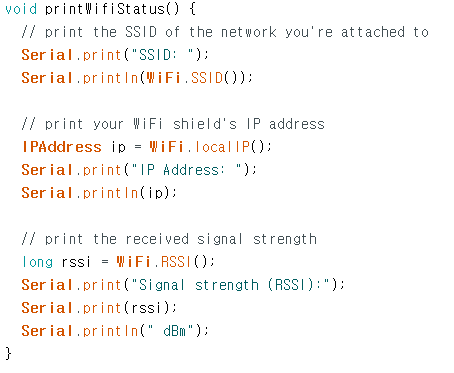 void printWifiStatus() {
  // print the SSID of the network you're attached to
  Serial.print("SSID: ");
  Serial.println(WiFi.SSID());

  // print your WiFi shield's IP address
  IPAddress ip = WiFi.localIP();
  Serial.print("IP Address: ");
  Serial.println(ip);

  // print the received signal strength
  long rssi = WiFi.RSSI();
  Serial.print("Signal strength (RSSI):");
  Serial.print(rssi);
  Serial.println(" dBm");
}